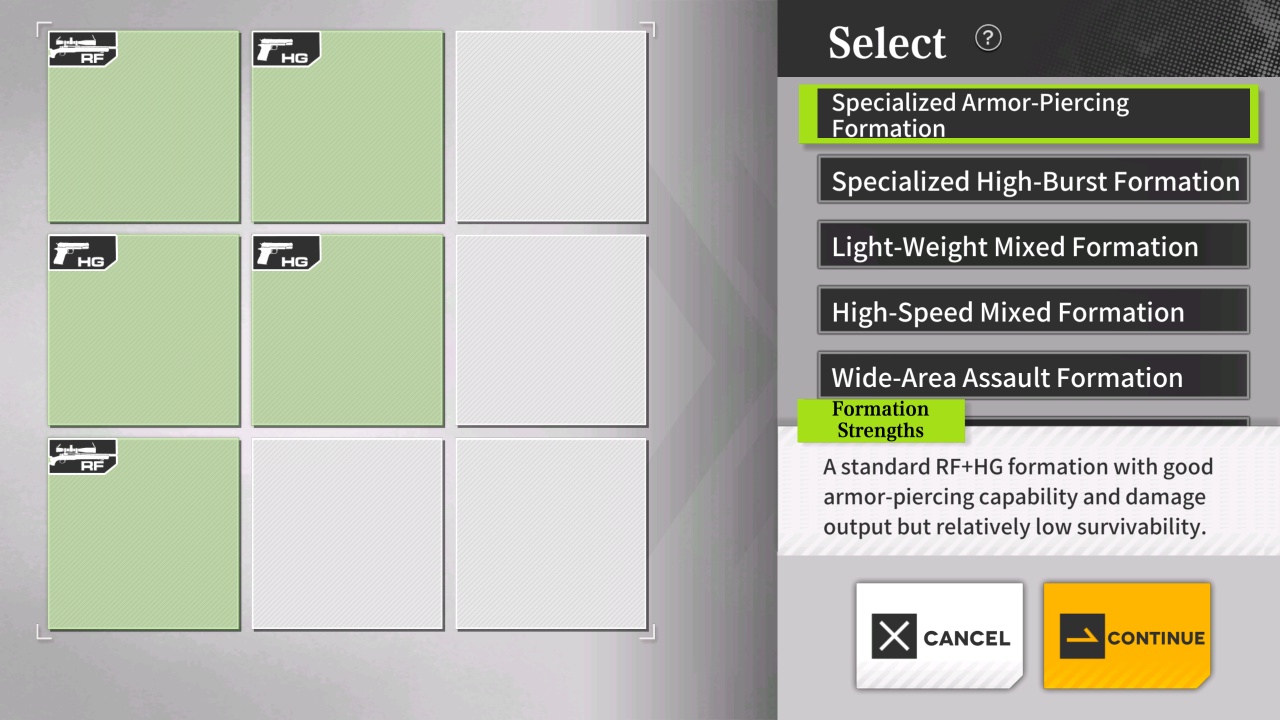 RF
HG
HG
HG
RF
Select
?
Specialized Armor-Piercing
Formation
Specialized High-Burst Formation
Light-Weight Mixed Formation
High-Speed Mixed Formation
Wide-Area Assault Formation
Formation
Strengths
A standard RF+HG formation with good
armor-piercing capability and damage
output but relatively low survivability.
CANCEL
CONTINUE